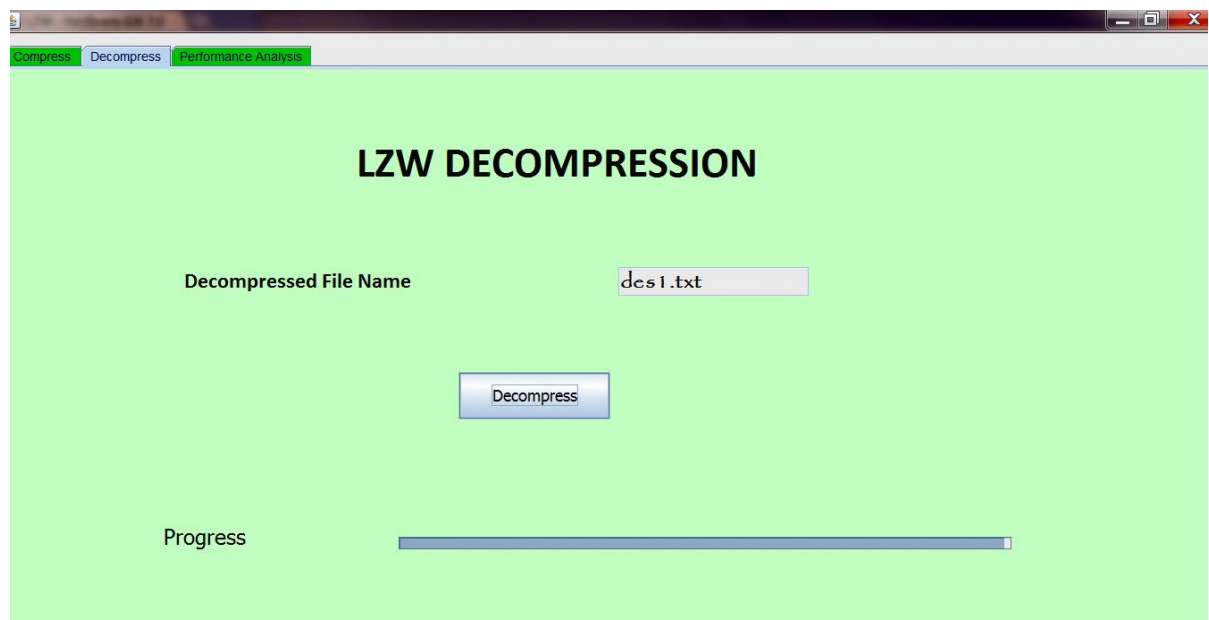 Compress Decompress Performance Analysis
LZW DECOMPRESSION
Decompressed File Name des1.txt
Decompress
Progress